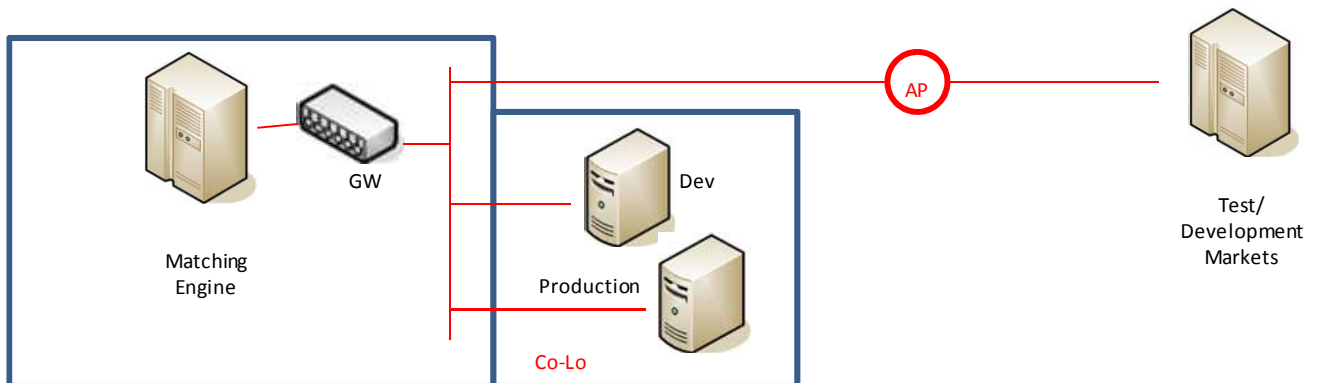 AP
GW
Dev
Test/
Development
Markets
Matching
Engine
Production
Co-Lo